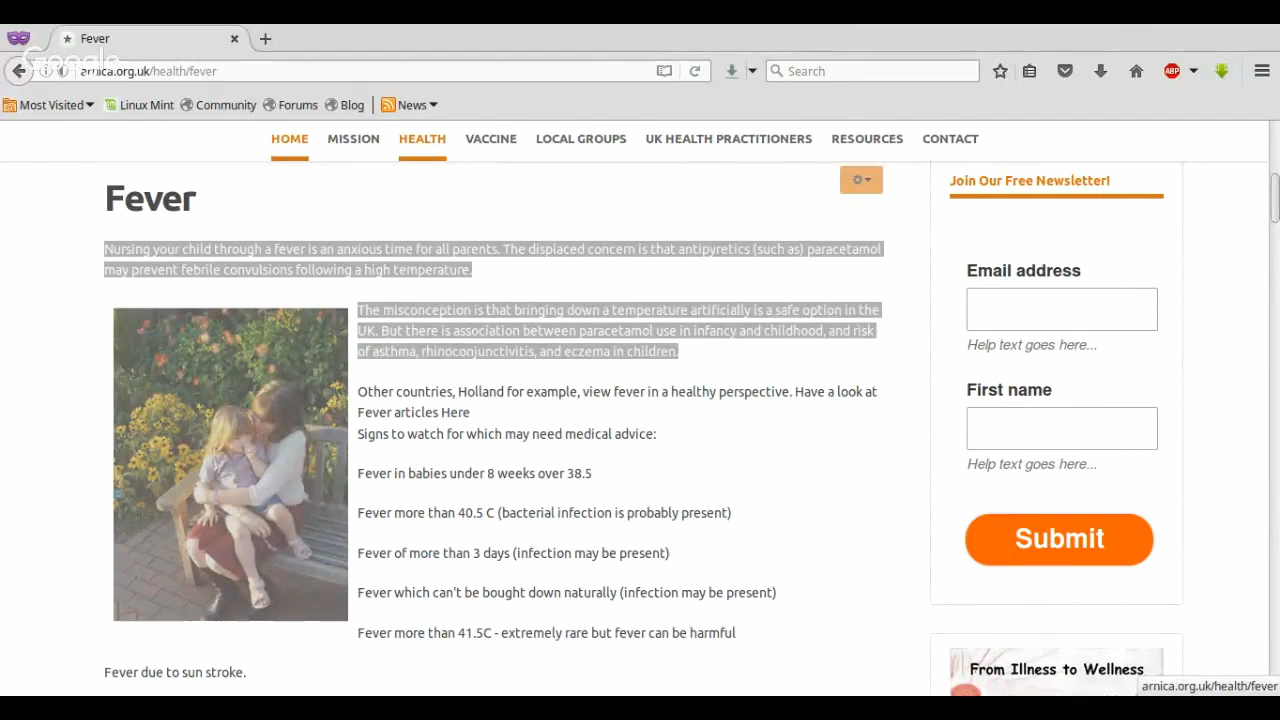 Fever
Google
arnica.org.uk/health/fever
Search
ABP
Most Visited
Linux Mint
Community
Forums
Blog
News
HOME
MISSION
HEALTH
VACCINE
LOCAL GROUPS
UK HEALTH PRACTITIONERS
RESOURCES
CONTACT
Fever
Nursing your child through a fever is an anxious time for all parents. The displaced concern is that antipyretics (such as) paracetamol
may prevent febrile convulsions following a high temperature.
The misconception is that bringing down a temperature artificially is a safe option in the
UK. But there is association between paracetamol use in infancy and childhood, and risk
of asthma, rhinoconjunctivitis, and eczema in children.
Other countries, Holland for example, view fever in a healthy perspective. Have a look at
Fever articles Here
Signs to watch for which may need medical advice:
Fever in babies under 8 weeks over 38.5
Fever more than 40.5 C (bacterial infection is probably present)
Fever of more than 3 days (infection may be present)
Fever which can't be bought down naturally (infection may be present)
Fever more than 41.5C - extremely rare but fever can be harmful
Fever due to sun stroke.
Join Our Free Newsletter!
Email address
Help text goes here...
First name
Help text goes here...
Submit
From Illness to Wellness
arnica.org.uk/health/fever